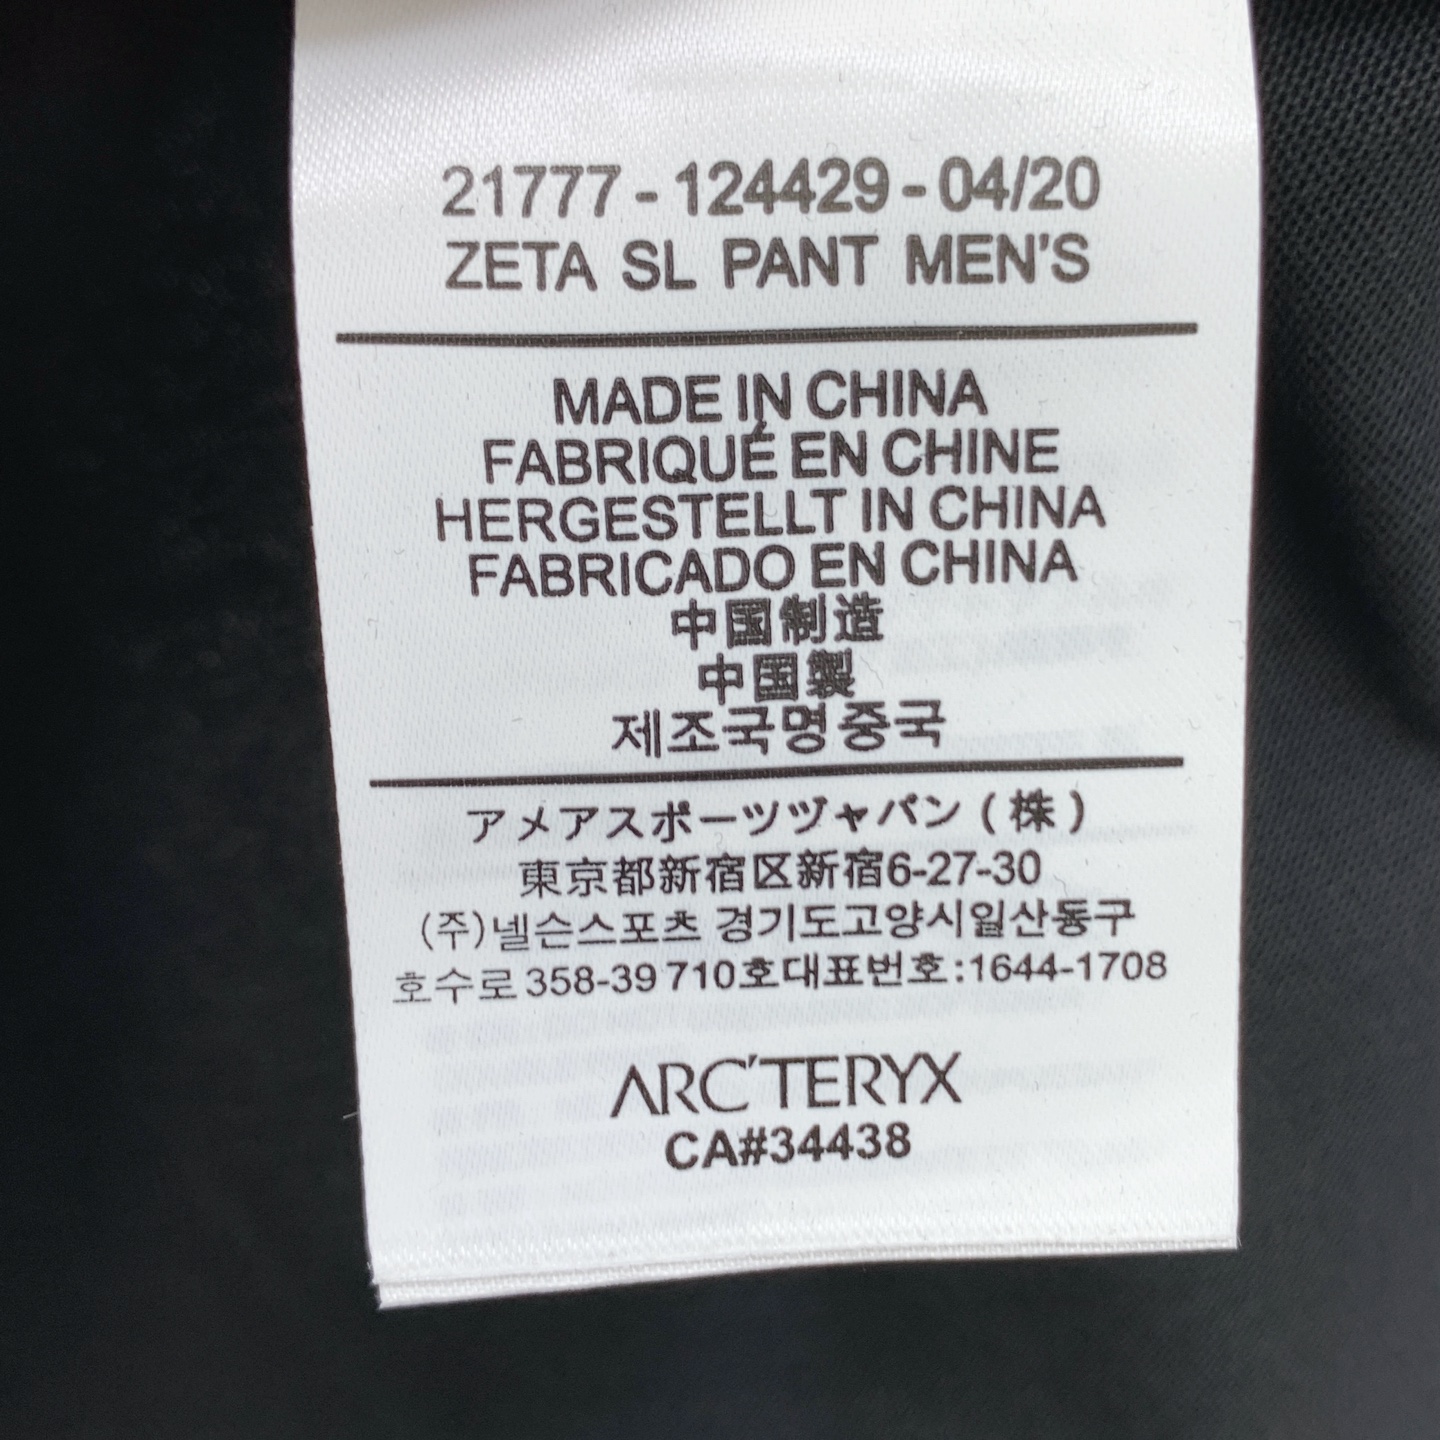 21777 - 124429 - 04/20
ZETA SL PANT MEN'S
MADE IN CHINA
FABRIQUÉ EN CHINE
HERGESTELLT IN CHINA
FABRICADO EN CHINA
中国制造
中国製
제조국명중국
アメアスポーツヅャパン(株)
東京都新宿区新宿6-27-30
(주)넬슨스포츠 경기도고양시일산동구
호수로 358-39 710호대표번호:1644-1708
ARC'TERYX
CA#34438